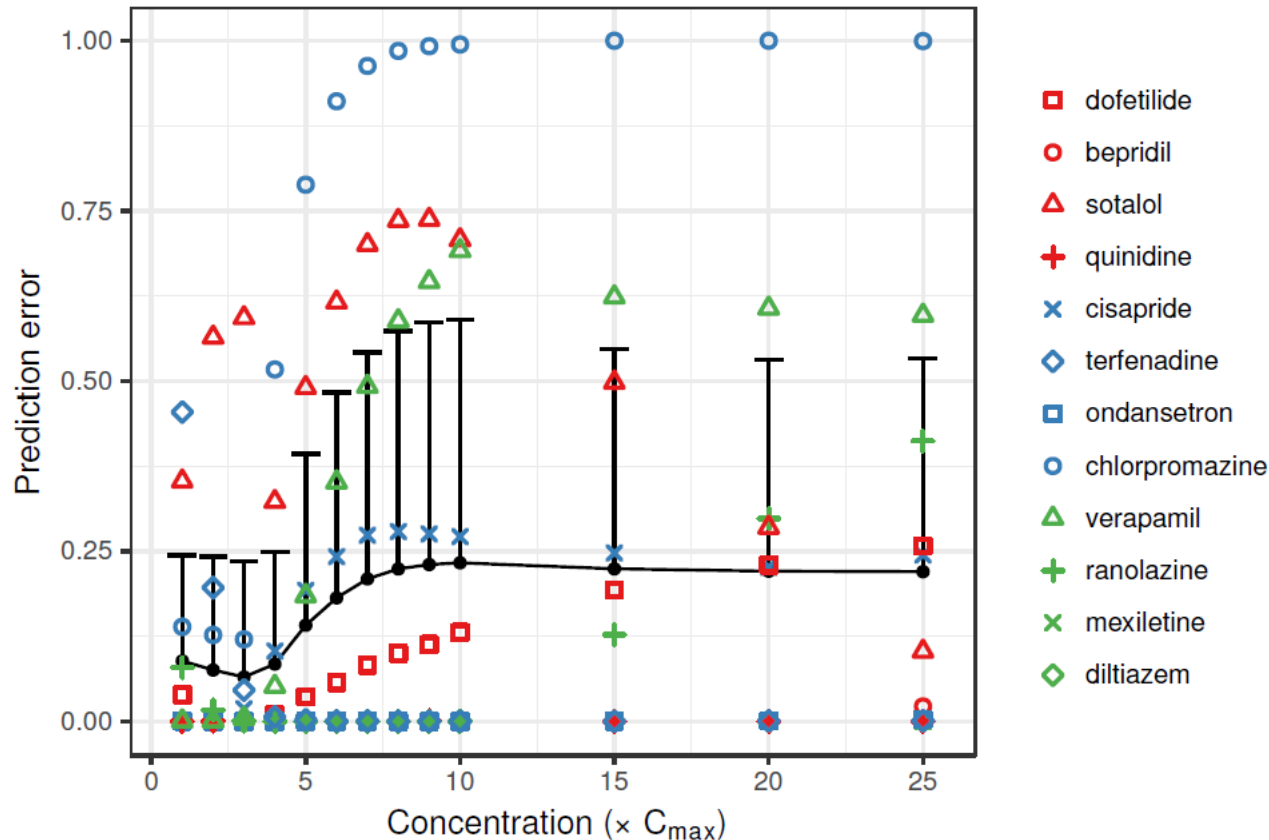 1.00
0.75
0.50
0.25
0.00
Prediction error
0
5
10
15
20
25
Concentration (× Cmax)
dofetilide
bepridil
sotalol
quinidine
cisapride
terfenadine
ondansetron
chlorpromazine
verapamil
ranolazine
mexiletine
diltiazem